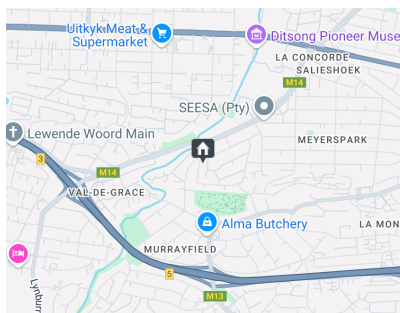 Uitkyk Meat &
Supermarket
Ditsong Pioneer Muse
LA CONCORDE
SALIESHOEK
M14
SEESA (Pty)
Lewende Woord Main
MEYERSPARK
3
M14
VAL-DE-GRACE
Alma Butchery
LA MON
MURRAYFIELD
5
Lynburr
M13